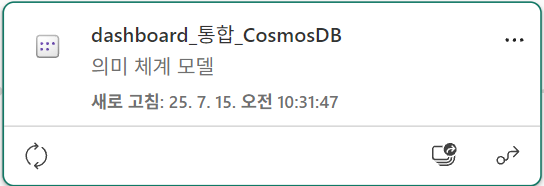 dashboard_통합_CosmosDB
의미 체계 모델
새로 고침: 25. 7. 15. 오전 10:31:47